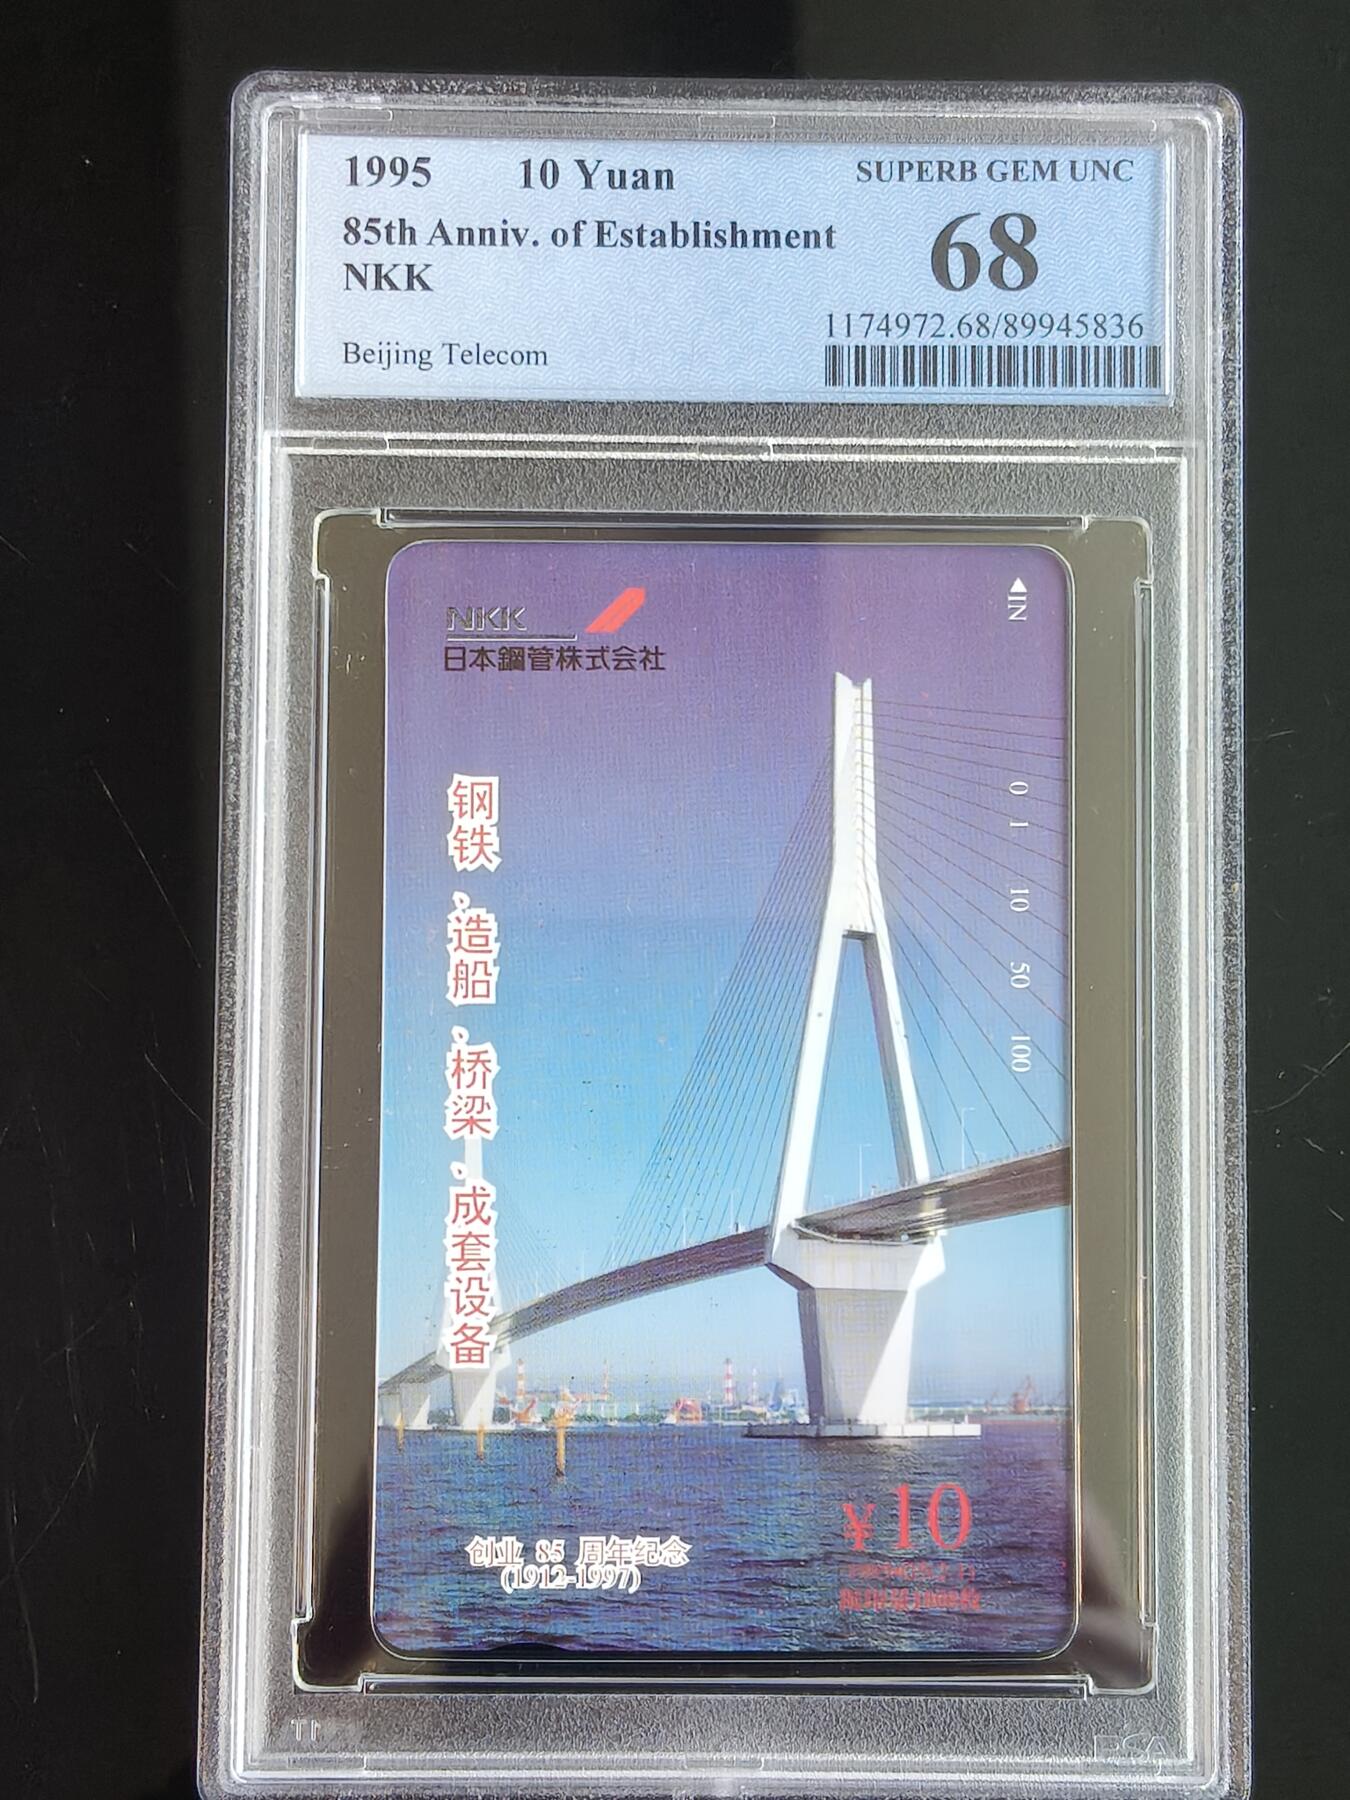 1995 10 Yuan SUPERB GEM UNC
85th Anniv. of Establishment
NKK
68
1174972.68/89945836
Beijing Telecom
NKK
日本鋼管株式会社
IN
0 1 10 50 100
钢铁、造船、桥梁、成套设备
¥10
创业 85 周年纪念
(1912-1997)